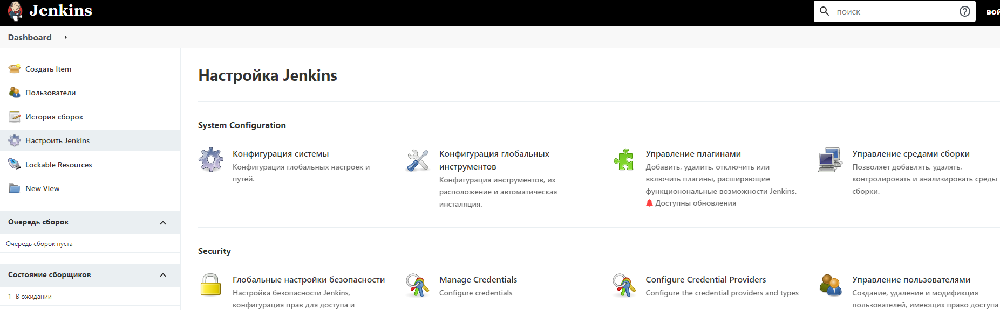 Jenkins
поиск
Dashboard
Создать Item
Пользователи
История сборок
Настроить Jenkins
Lockable Resources
New View
Очередь сборок
Очередь сборок пуста
Состояние сборщиков
1 В ожидании
Настройка Jenkins
System Configuration
Конфигурация системы
Конфигурация глобальных настроек и
путей.
Конфигурация глобальных
инструментов
Конфигурация инструментов, их
расположение и автоматическая
инсталяция.
Управление плагинами
Добавить, удалить, отключить или
включить плагины, расширяющие
функциононалные возможности Jenkins.
Доступны обновления
Управление средами сборки
Позволает добавлять, удалять,
контролировать и анализировать среды
сборки.
Security
Глобальные настройки безопасности
Настройка безопасности Jenkins,
конфигурация прав для доступа и
Manage Credentials
Configure credentials
Configure Credential Providers
Configure the credential providers and types
Управление пользователями
Создание, удаление и модификция
пользователей, имеющих право доступа